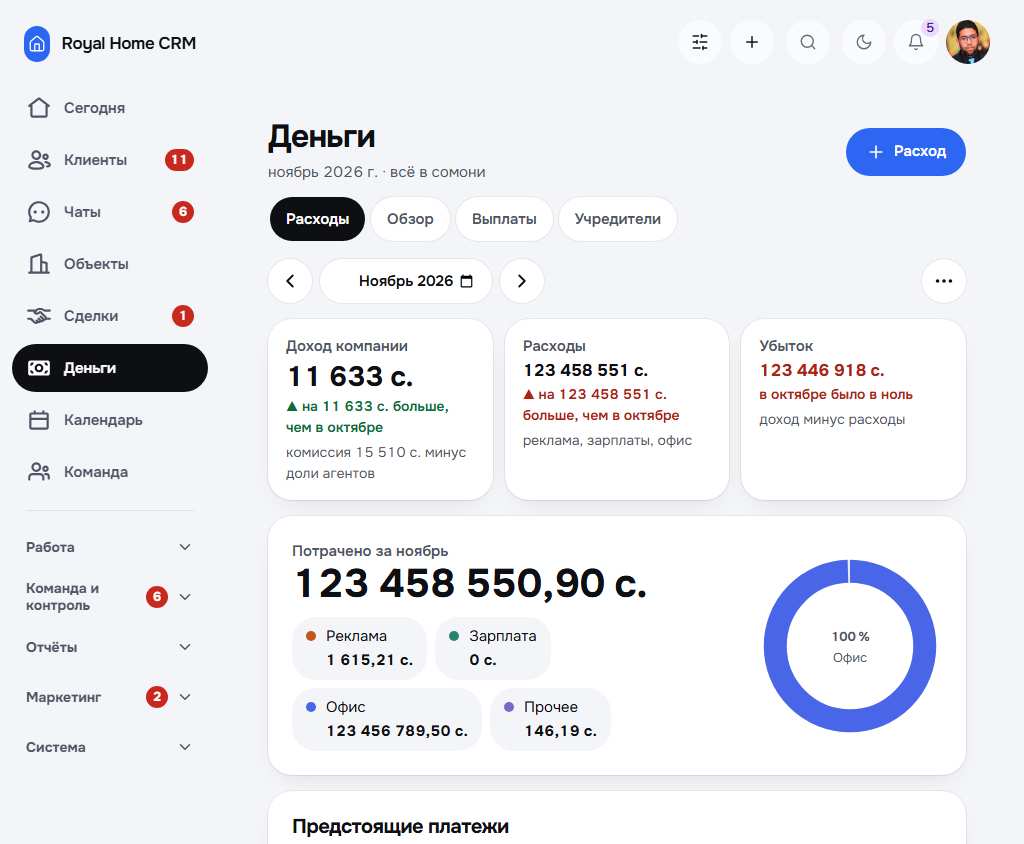 Royal Home CRM
5
Сегодня
Клиенты 11
Чаты 6
Объекты
Сделки 1
Деньги
Календарь
Команда
Работа
Команда и
контроль 6
Отчёты
Маркетинг 2
Система
Деньги
ноябрь 2026 г. · всё в сомони
+ Расход
Расходы Обзор Выплаты Учредители
Ноябрь 2026
Доход компании
11 633 с.
▲ на 11 633 с. больше,
чем в октябре
комиссия 15 510 с. минус
доли агентов
Расходы
123 458 551 с.
▲ на 123 458 551 с.
больше, чем в октябре
реклама, зарплаты, офис
Убыток
123 446 918 с.
в октябре было в ноль
доход минус расходы
Потрачено за ноябрь
123 458 550,90 с.
Реклама
1 615,21 с.
Зарплата
0 с.
Офис
123 456 789,50 с.
Прочее
146,19 с.
100 %
Офис
Предстоящие платежи